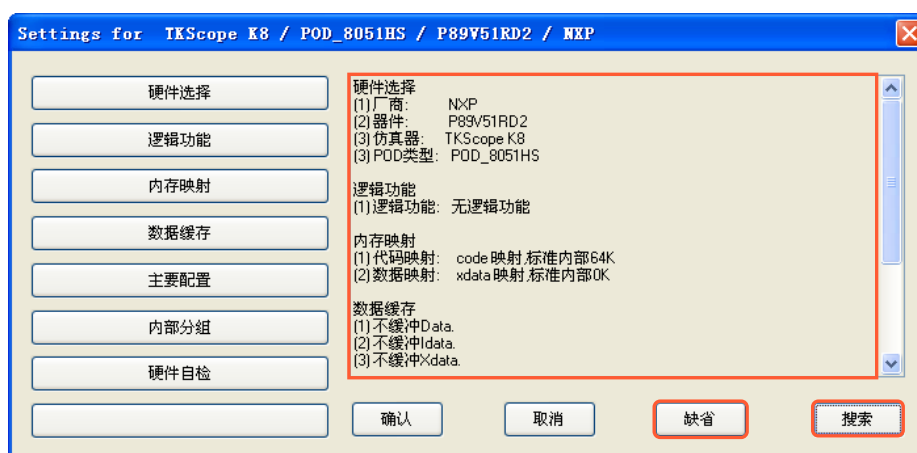 Settings for TKScope K8 / POD_8051HS / P89V51RD2 / NXP
硬件选择
逻辑功能
内存映射
数据缓存
主要配置
内部分组
硬件自检
硬件选择
(1)厂商: NXP
(2)器件: P89V51RD2
(3)仿真器: TKScope K8
(3)POD类型: POD_8051HS
逻辑功能
(1)逻辑功能: 无逻辑功能
内存映射
(1)代码映射: code映射,标准内部64K
(2)数据映射: xdata映射,标准内部0K
数据缓存
(1)不缓冲Data.
(2)不缓冲Idata.
(3)不缓冲Xdata.
确认
取消
缺省
搜索